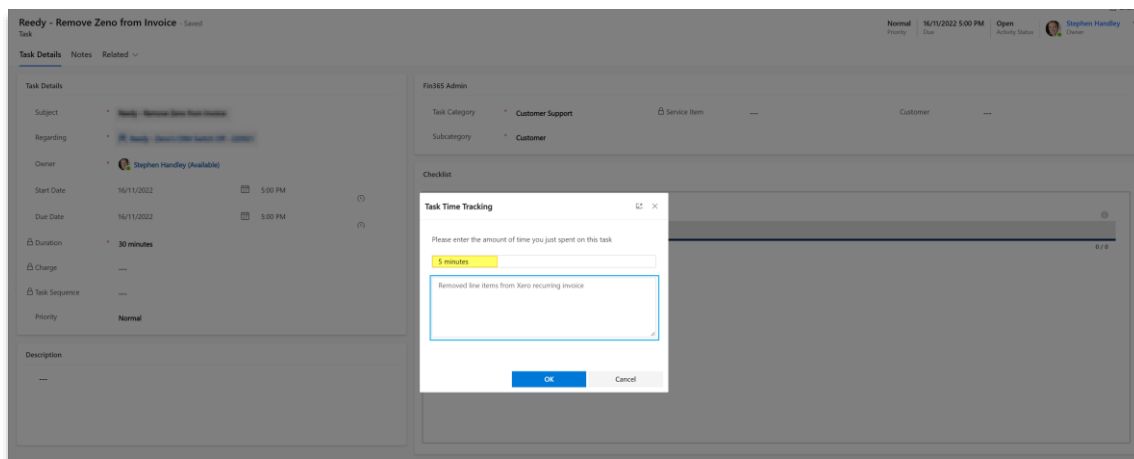 Reedy - Remove Zeno from Invoice - Saved
Task
Normal
Priority
16/11/2022 5:00 PM
Due
Open
Activity Status
Stephen Handley
Owner
Task Details Notes Related
Task Details
Subject * Reedy - Remove Zeno from Invoice
Regarding *
Owner * Stephen Handley (Available)
Start Date 16/11/2022 5:00 PM
Due Date 16/11/2022 5:00 PM
Duration * 30 minutes
Charge ---
Task Sequence ---
Priority Normal
Description
---
Fin365 Admin
Task Category * Customer Support
Service Item ---
Customer ---
Subcategory * Customer
Checklist
0 / 0
Task Time Tracking
Please enter the amount of time you just spent on this task
5 minutes
Removed line items from Xero recurring invoice
OK Cancel